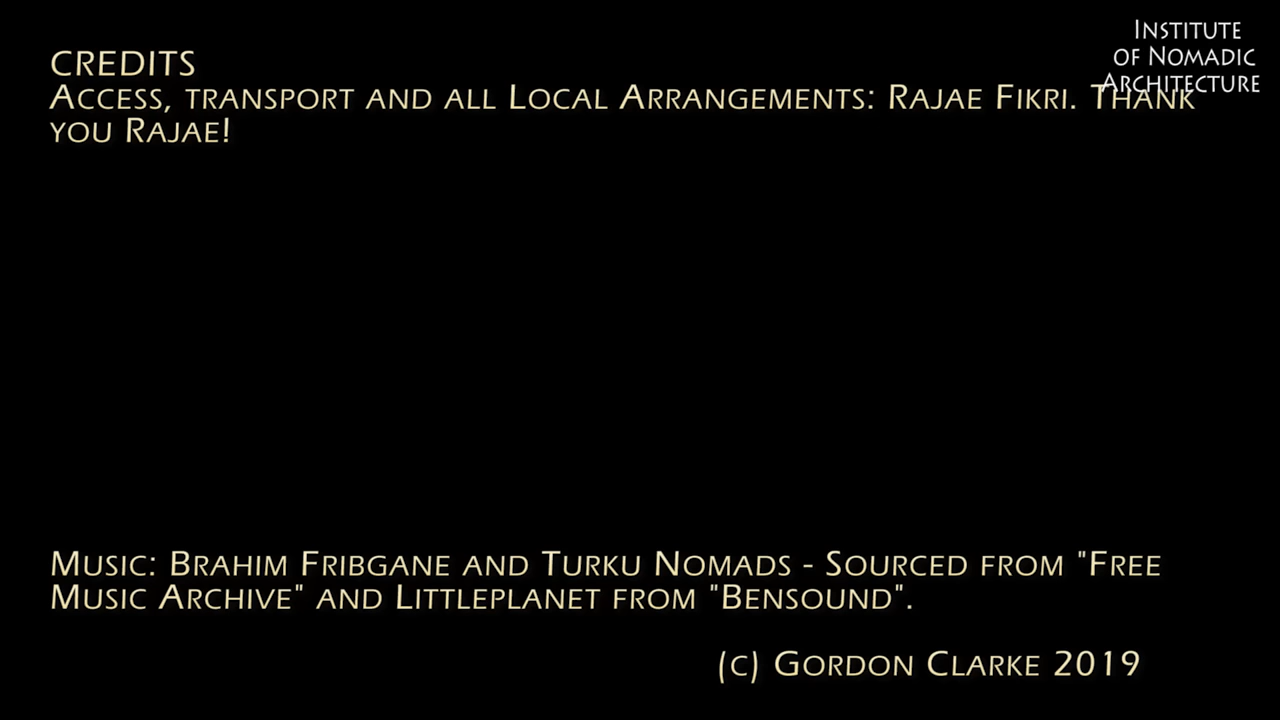 CREDITS
ACCESS, TRANSPORT AND ALL LOCAL ARRANGEMENTS: RAJAE FIKRI. THANK
YOU RAJAE!
INSTITUTE
OF NOMADIC
ARCHITECTURE
MUSIC: BRAHIM FRIBGANE AND TURKU NOMADS - SOURCED FROM "FREE
MUSIC ARCHIVE" AND LITTLEPLANET FROM "BENSOUND".
(C) GORDON CLARKE 2019